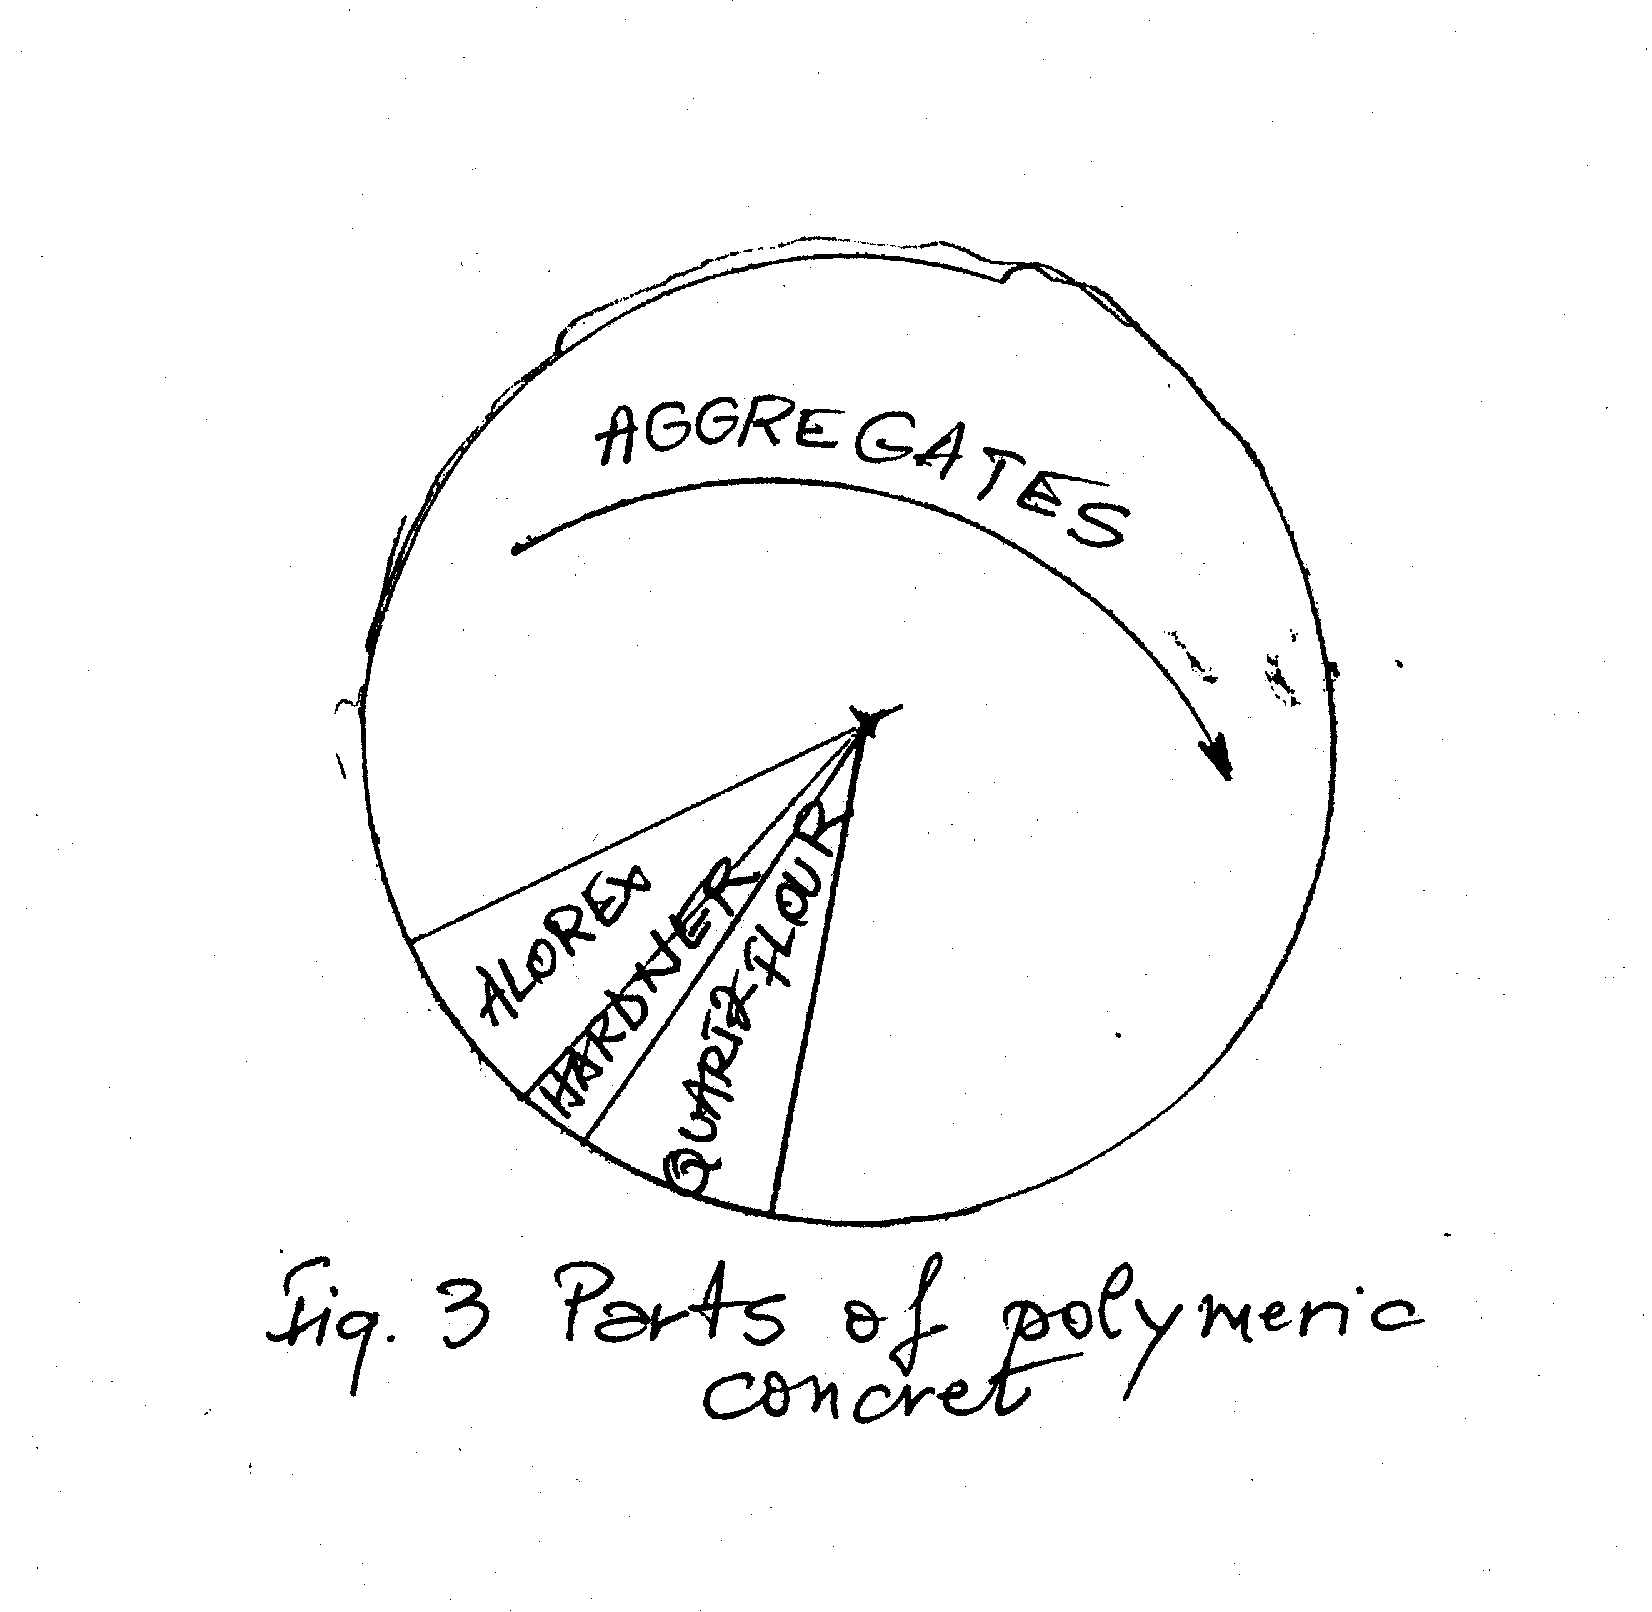 AGGREGATES
ALOREX
HARDNER
QUARTZ FLOUR
Fig. 3 Parts of polymeric
concret